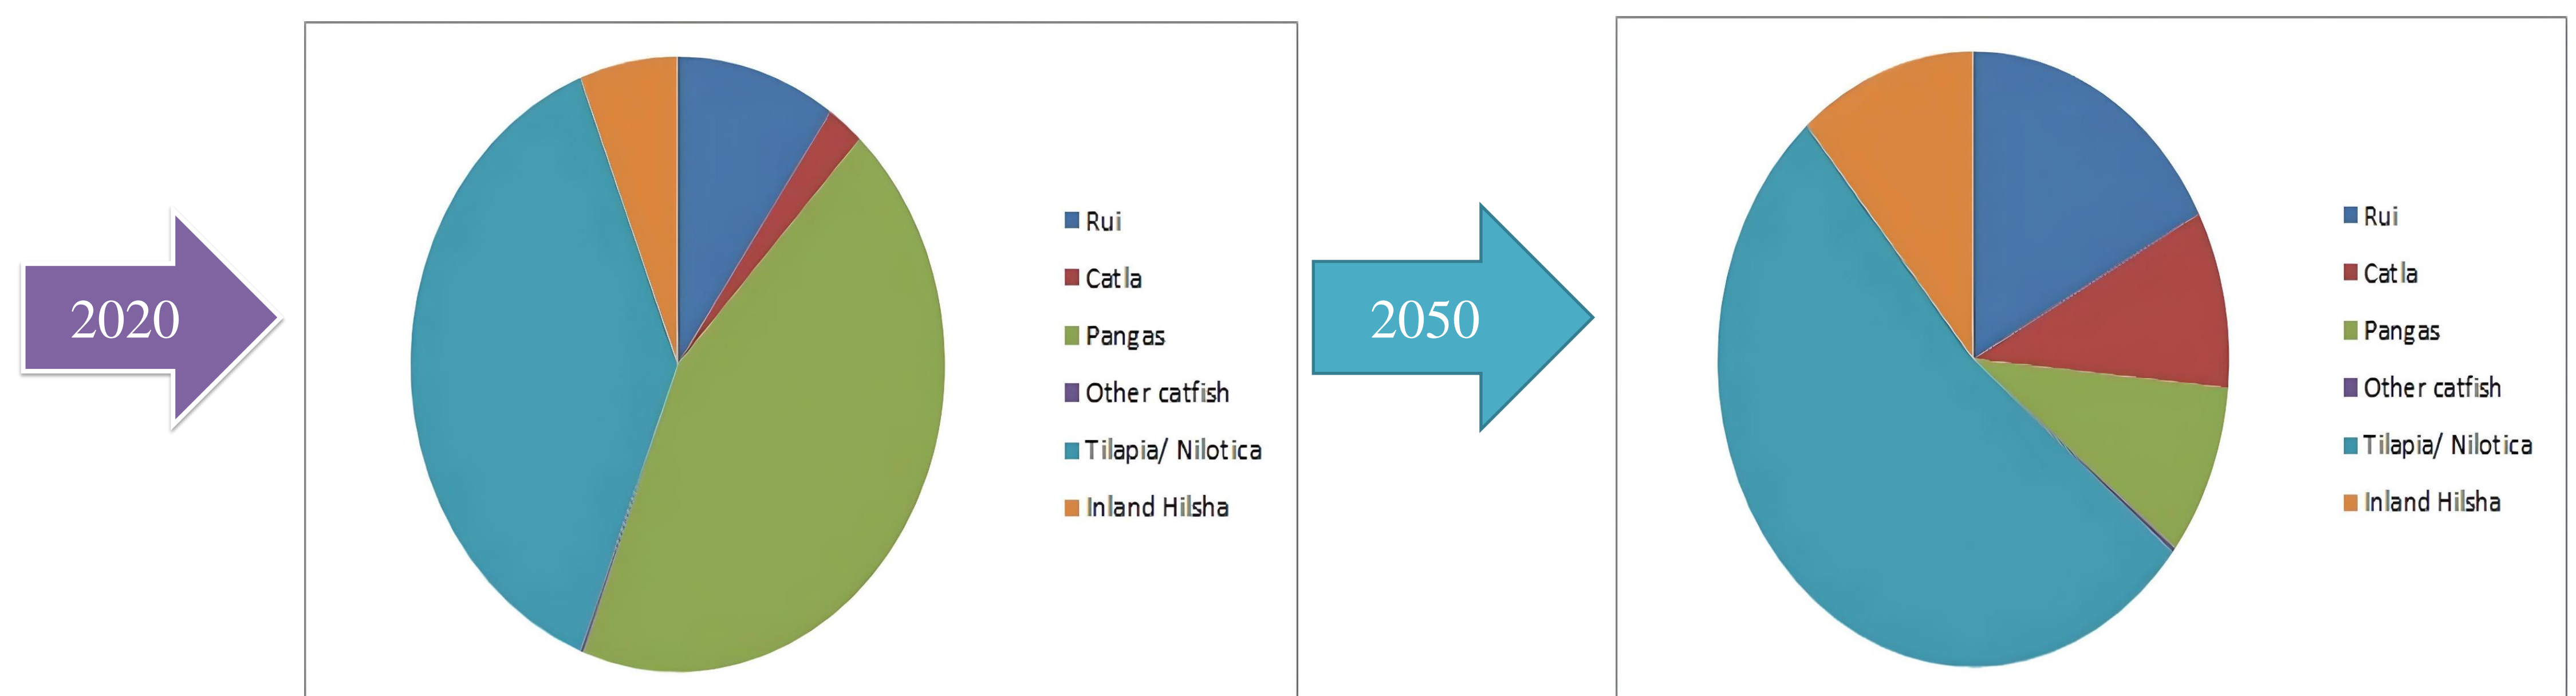 2020
Rui
Catla
Pangas
Other catfish
Tilapia/ Nilotica
Inland Hilsha
2050
Rui
Catla
Pangas
Other catfish
Tilapia/ Nilotica
Inland Hilsha